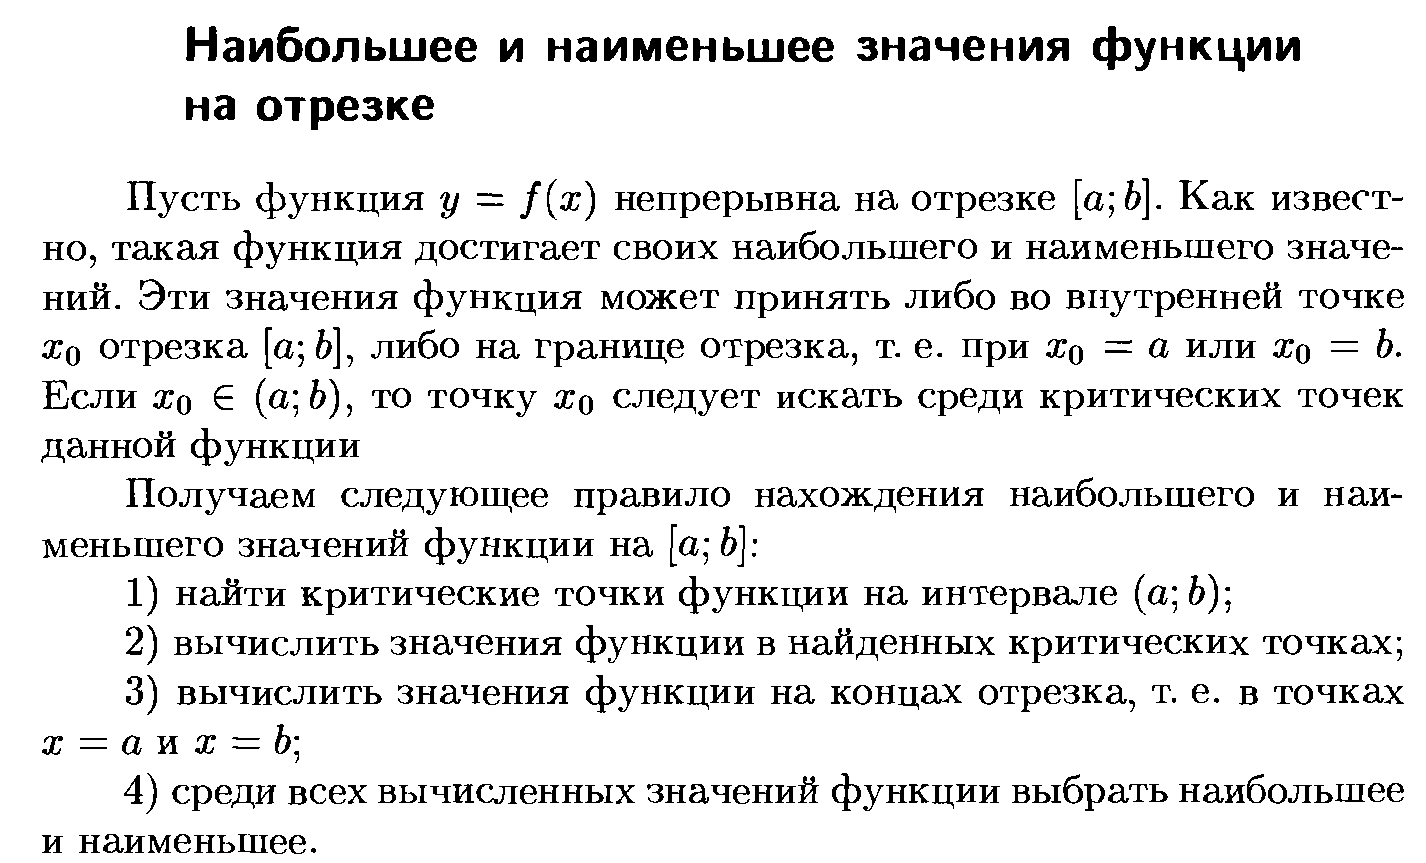 Наибольшее и наименьшее значения функции
на отрезке
Пусть функция y = f(x) непрерывна на отрезке [a; b]. Как извест-
но, такая функция достигает своих наибольшего и наименьшего значе-
ний. Эти значения функция может принять либо во внутренней точке
x₀ отрезка [a; b], либо на границе отрезка, т. е. при x₀ = a или x₀ = b.
Если x₀ ∈ (a; b), то точку x₀ следует искать среди критических точек
данной функции
Получаем следующее правило нахождения наибольшего и наи-
меньшего значений функции на [a; b]:
1) найти критические точки функции на интервале (a; b);
2) вычислить значения функции в найденных критических точках;
3) вычислить значения функции на концах отрезка, т. е. в точках
x = a и x = b;
4) среди всех вычисленных значений функции выбрать наибольшее
и наименьшее.